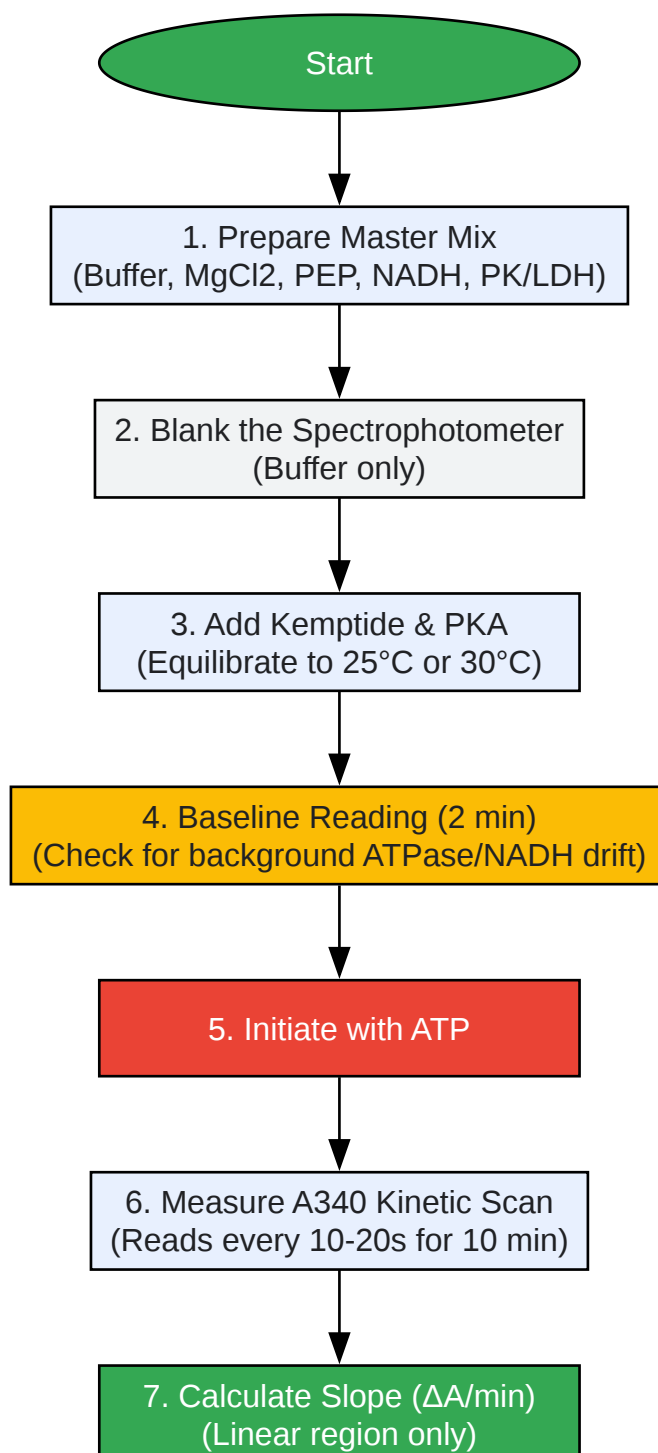 Start
1. Prepare Master Mix
(Buffer, MgCl2, PEP, NADH, PK/LDH)
2. Blank the Spectrophotometer
(Buffer only)
3. Add Kemptide & PKA
(Equilibrate to 25°C or 30°C)
4. Baseline Reading (2 min)
(Check for background ATPase/NADH drift)
5. Initiate with ATP
6. Measure A340 Kinetic Scan
(Reads every 10-20s for 10 min)
7. Calculate Slope (ΔA/min)
(Linear region only)